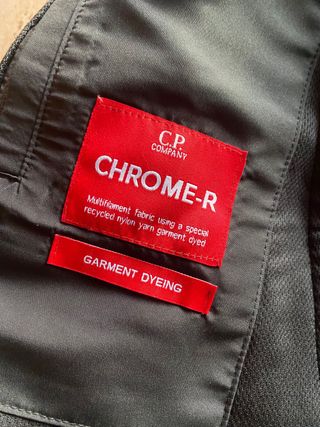 C.P.
COMPANY
CHROME-R
Multifilament fabric using a special
recycled nylon yarn garment dyed
GARMENT DYEING